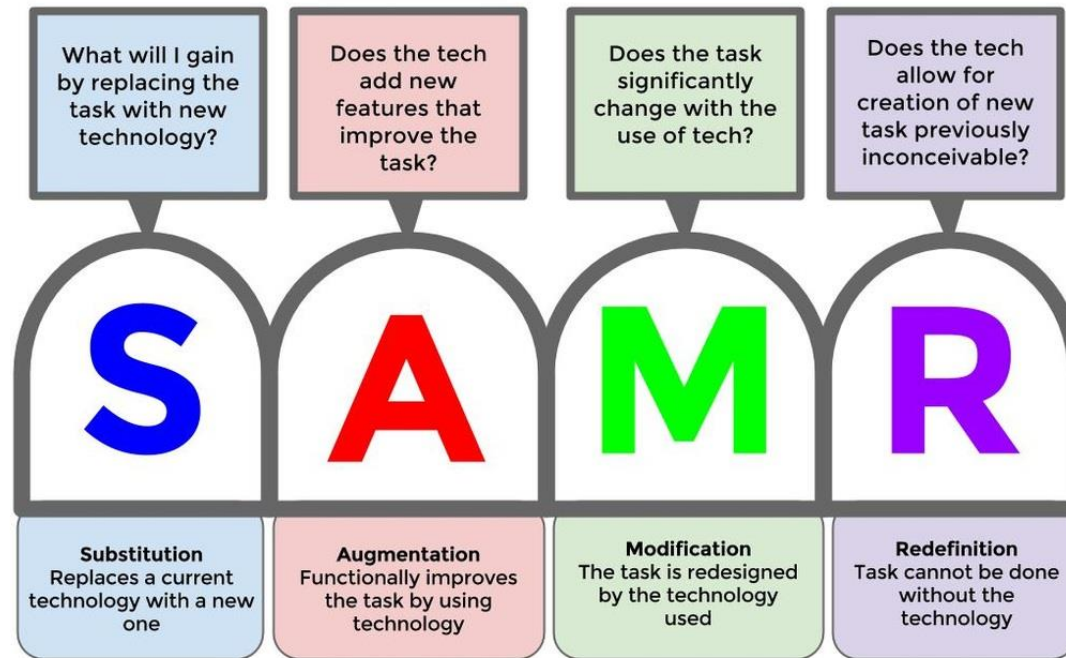 What will I gain
by replacing the
task with new
technology?
Does the tech
add new
features that
improve the
task?
Does the task
significantly
change with the
use of tech?
Does the tech
allow for
creation of new
task previously
inconceivable?
S
A
M
R
Substitution
Replaces a current
technology with a new
one
Augmentation
Functionally improves
the task by using
technology
Modification
The task is redesigned
by the technology
used
Redefinition
Task cannot be done
without the
technology